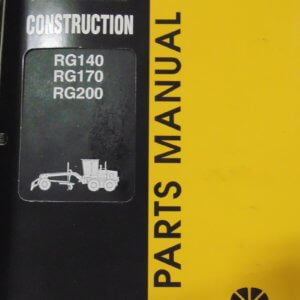 CONSTRUCTION
RG140
RG170
RG200
PARTS MANUAL